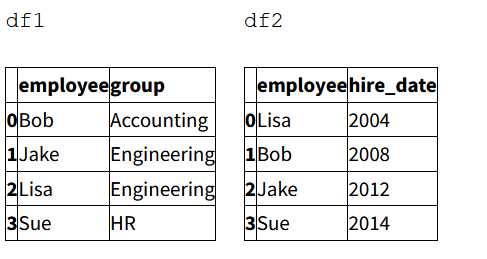 df1 df2
employee group employee hire_date
0 Bob Accounting 0 Lisa 2004
1 Jake Engineering 1 Bob 2008
2 Lisa Engineering 2 Jake 2012
3 Sue HR 3 Sue 2014